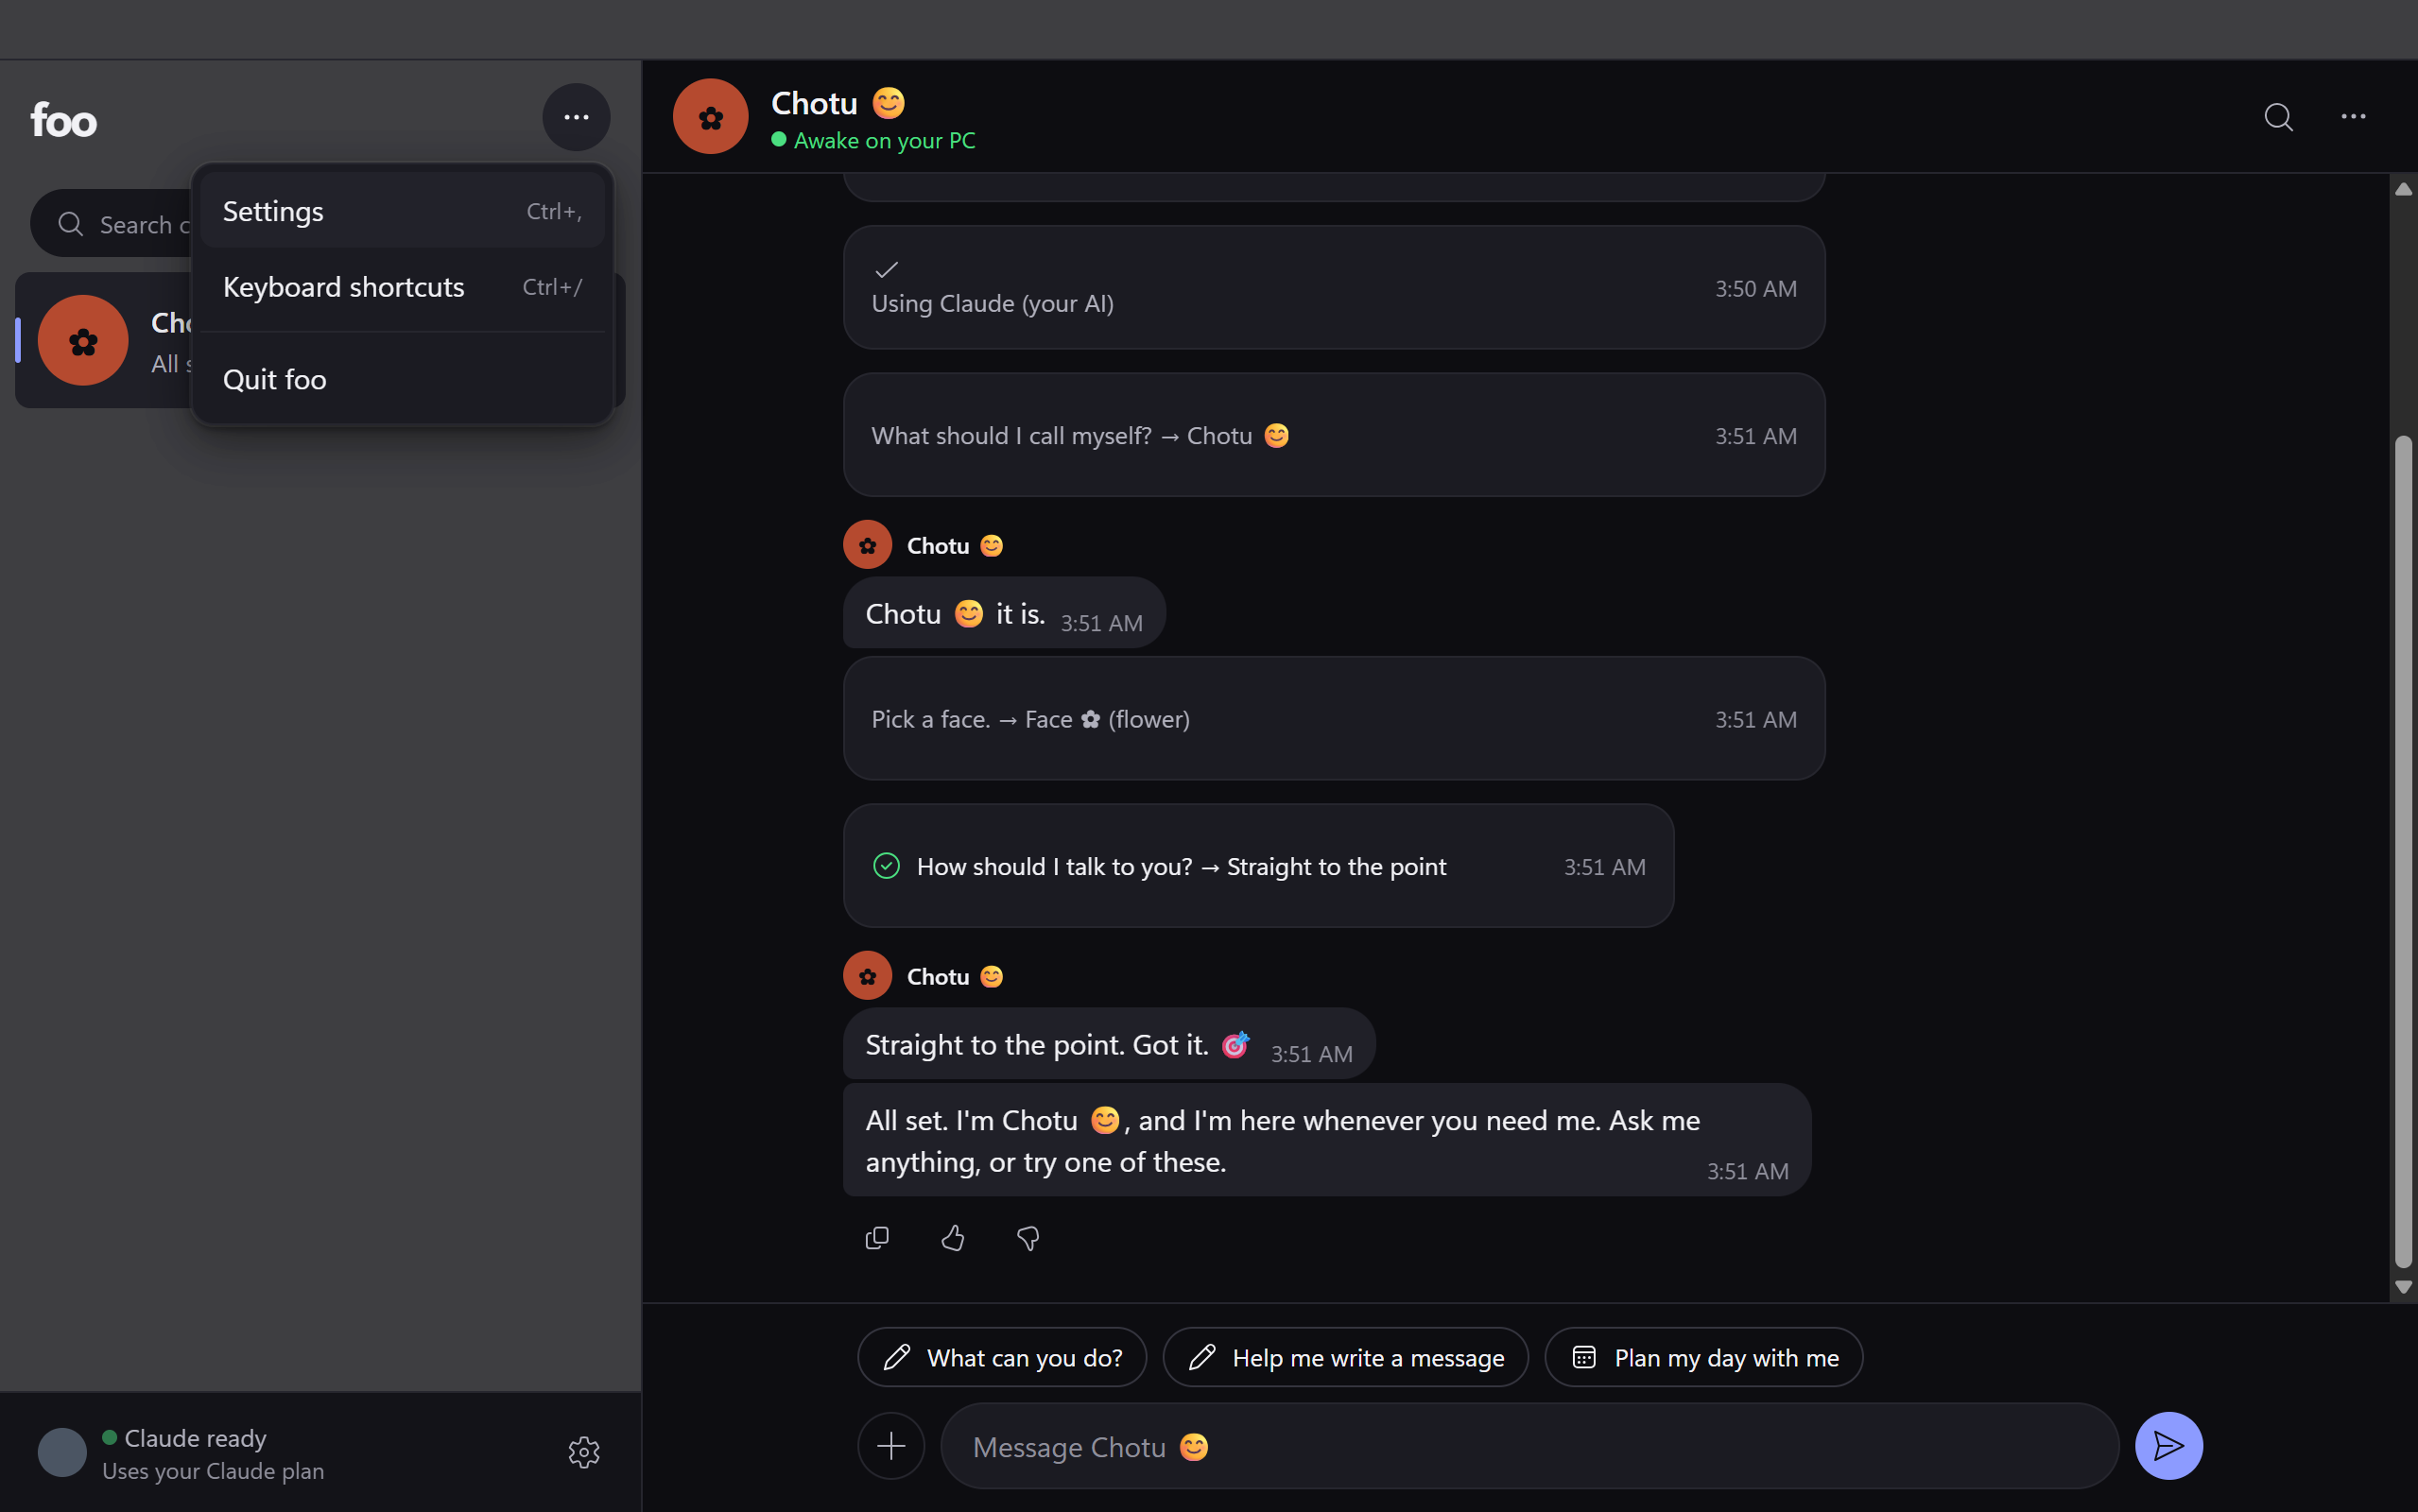 foo
Settings Ctrl+,
Keyboard shortcuts Ctrl+/
Quit foo
Search c
Cho
All s
Claude ready
Uses your Claude plan
Chotu 😊
Awake on your PC
Using Claude (your AI) 3:50 AM
What should I call myself? → Chotu 😊 3:51 AM
Chotu 😊
Chotu 😊 it is. 3:51 AM
Pick a face. → Face ✿ (flower) 3:51 AM
How should I talk to you? → Straight to the point 3:51 AM
Chotu 😊
Straight to the point. Got it. 🎯 3:51 AM
All set. I'm Chotu 😊, and I'm here whenever you need me. Ask me
anything, or try one of these. 3:51 AM
What can you do?
Help me write a message
Plan my day with me
Message Chotu 😊